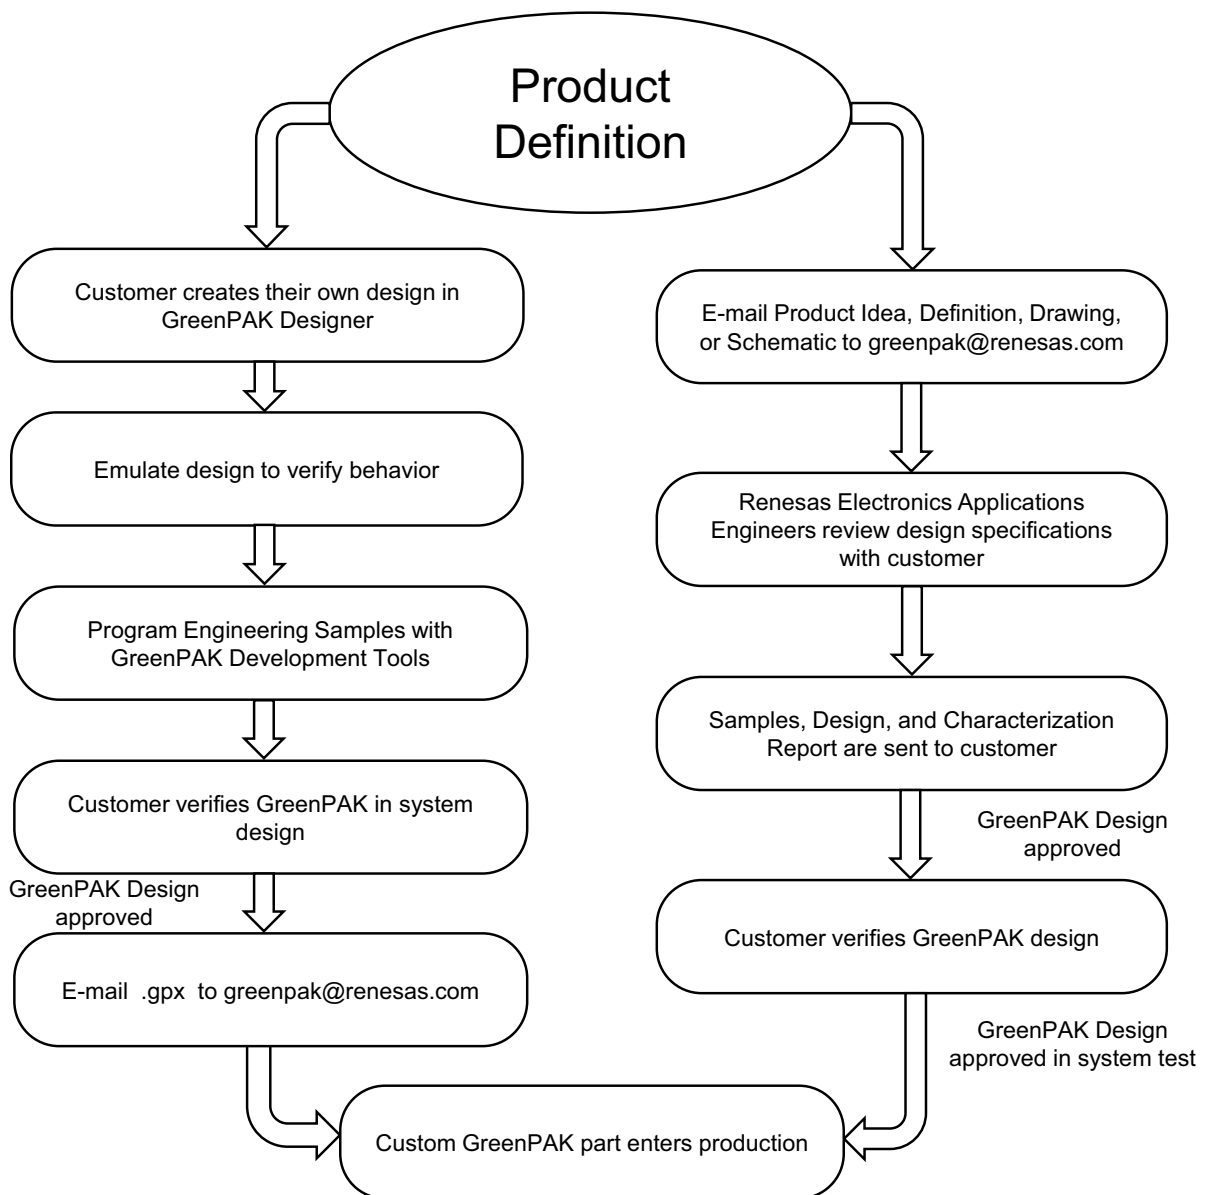 Product
Definition
Customer creates their own design in
GreenPAK Designer
Emulate design to verify behavior
Program Engineering Samples with
GreenPAK Development Tools
Customer verifies GreenPAK in system
design
GreenPAK Design
approved
E-mail .gpx to greenpak@renesas.com
E-mail Product Idea, Definition, Drawing,
or Schematic to greenpak@renesas.com
Renesas Electronics Applications
Engineers review design specifications
with customer
Samples, Design, and Characterization
Report are sent to customer
GreenPAK Design
approved
Customer verifies GreenPAK design
GreenPAK Design
approved in system test
Custom GreenPAK part enters production